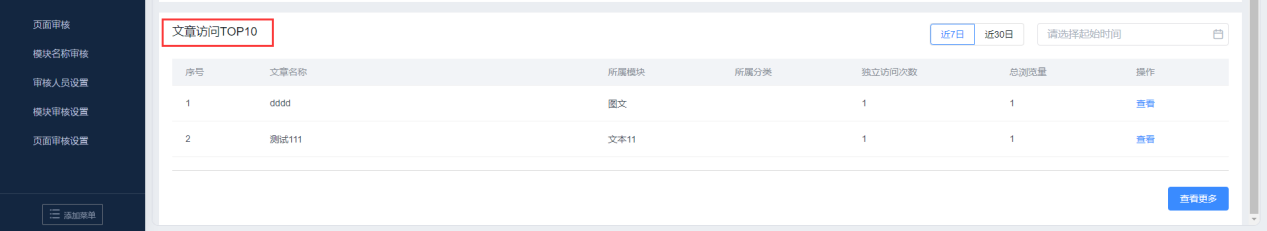 页面审核
模块名称审核
审核人员设置
模块审核设置
页面审核设置
添加菜单
文章访问TOP10
近7日 近30日 请选择起始时间
序号 文章名称 所属模块 所属分类 独立访问次数 总浏览量 操作
1 dddd 图文 1 1 查看
2 测试111 文本11 1 1 查看
查看更多